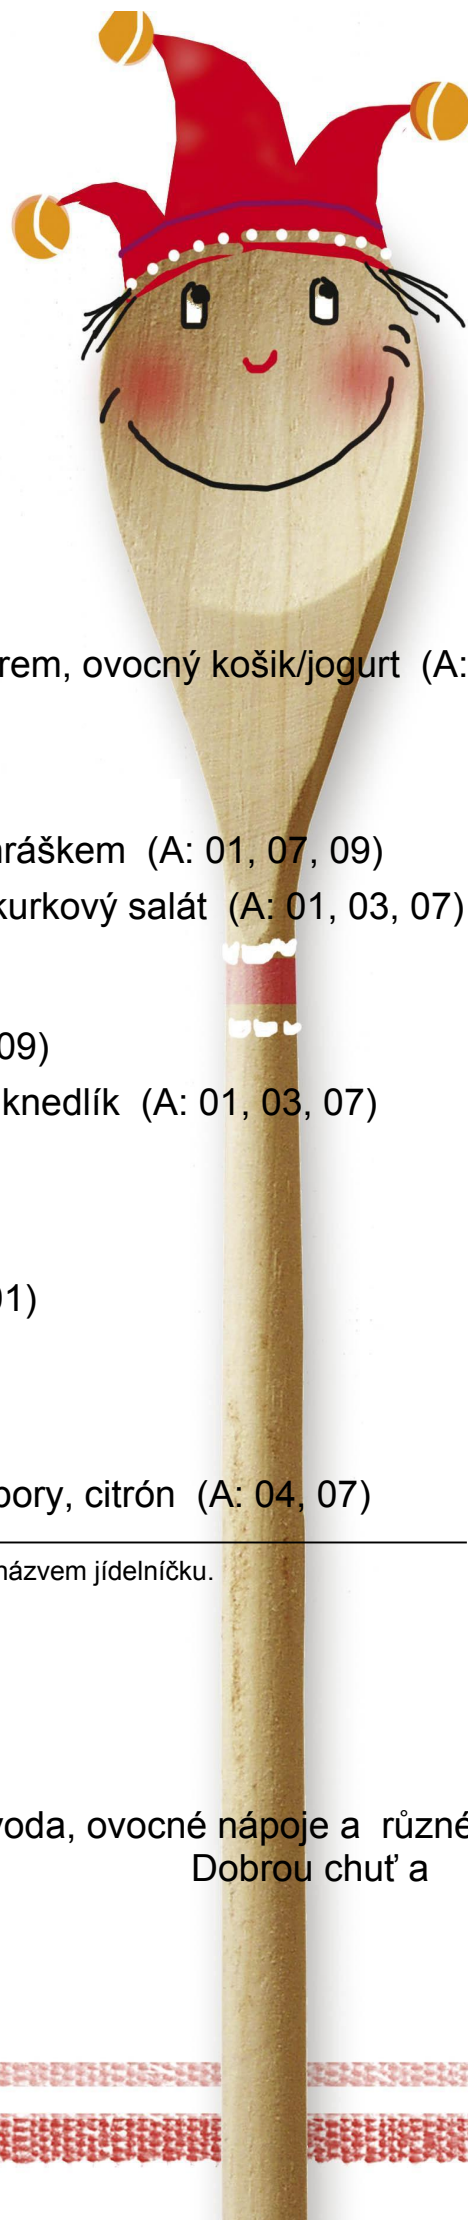 rem, ovocný košik/jogurt (A:
hráškem (A: 01, 07, 09)
kurkový salát (A: 01, 03, 07)
09)
knedlík (A: 01, 03, 07)
01)
bory, citrón (A: 04, 07)
názvem jídelníčku.
voda, ovocné nápoje a různé
Dobrou chuť a